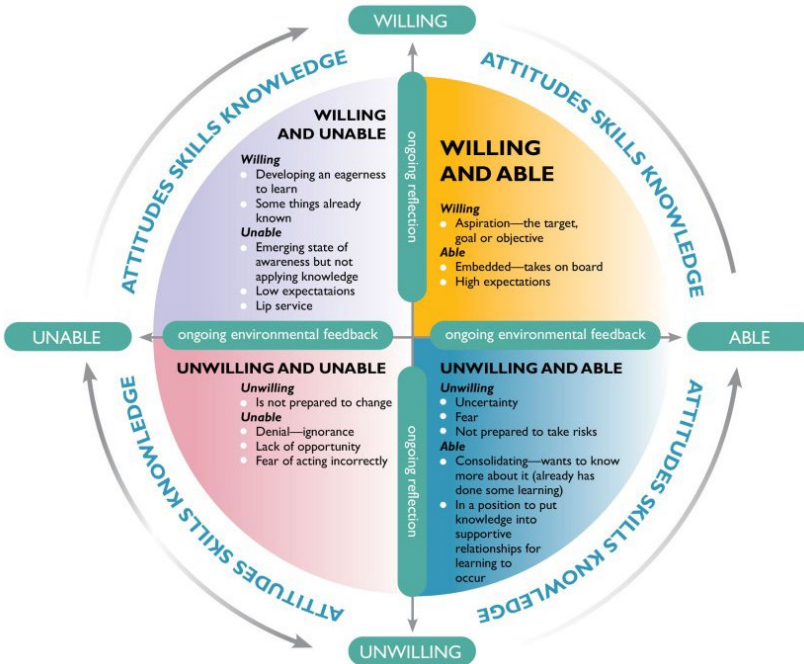 WILLING
ATTITUDES SKILLS KNOWLEDGE
ATTITUDES SKILLS KNOWLEDGE
WILLING
AND UNABLE
Willing
Developing an eagerness
to learn
Some things already
known
Unable
Emerging state of
awareness but not
applying knowledge
Low expectataions
Lip service
ongoing reflection
WILLING
AND ABLE
Willing
Aspiration—the target,
goal or objective
Able
Embedded—takes on board
High expectations
UNABLE
ongoing environmental feedback
ongoing environmental feedback
ABLE
UNWILLING AND UNABLE
Unwilling
Is not prepared to change
Unable
Denial—ignorance
Lack of opportunity
Fear of acting incorrectly
ongoing reflection
UNWILLING AND ABLE
Unwilling
Uncertainty
Fear
Not prepared to take risks
Able
Consolidating—wants to know
more about it (already has
done some learning)
In a position to put
knowledge into
supportive
relationships for
learning to
occur
ATTITUDES SKILLS KNOWLEDGE
ATTITUDES SKILLS KNOWLEDGE
UNWILLING